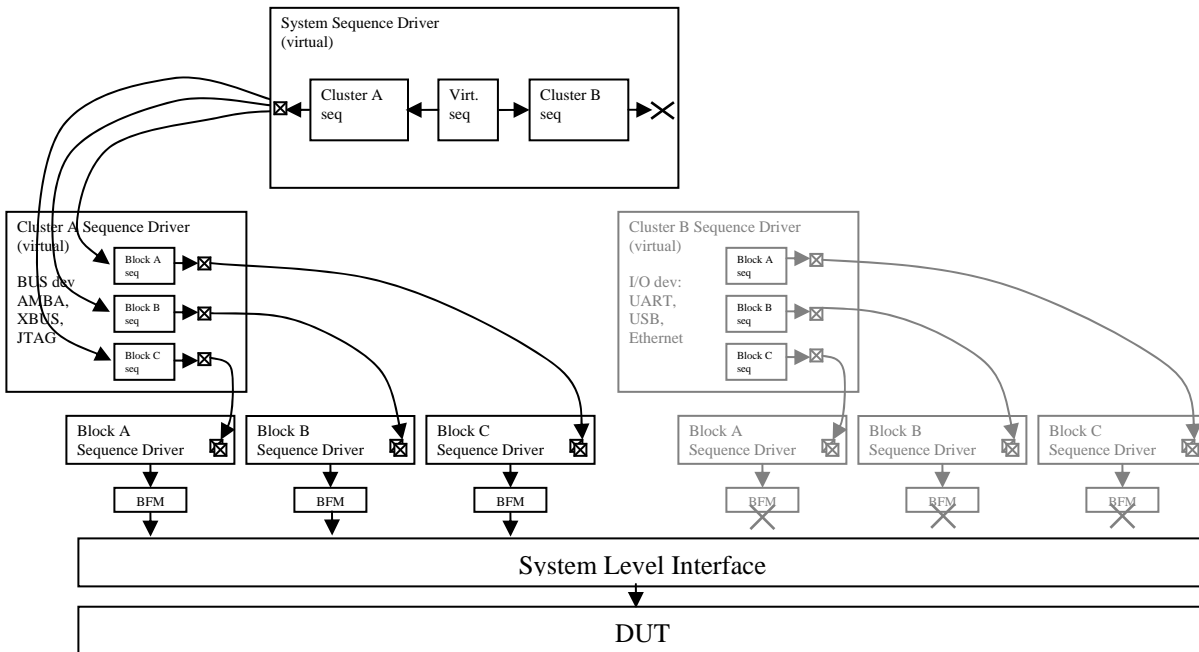 System Sequence Driver
(virtual)
Cluster A
seq
Virt.
seq
Cluster B
seq
Cluster A Sequence Driver
(virtual)
BUS dev
AMBA,
XBUS,
JTAG
Block A
seq
Block B
seq
Block C
seq
Cluster B Sequence Driver
(virtual)
I/O dev:
UART,
USB,
Ethernet
Block A
seq
Block B
seq
Block C
seq
Block A
Sequence Driver
Block B
Sequence Driver
Block C
Sequence Driver
Block A
Sequence Driver
Block B
Sequence Driver
Block C
Sequence Driver
BFM
BFM
BFM
BFM
BFM
BFM
System Level Interface
DUT